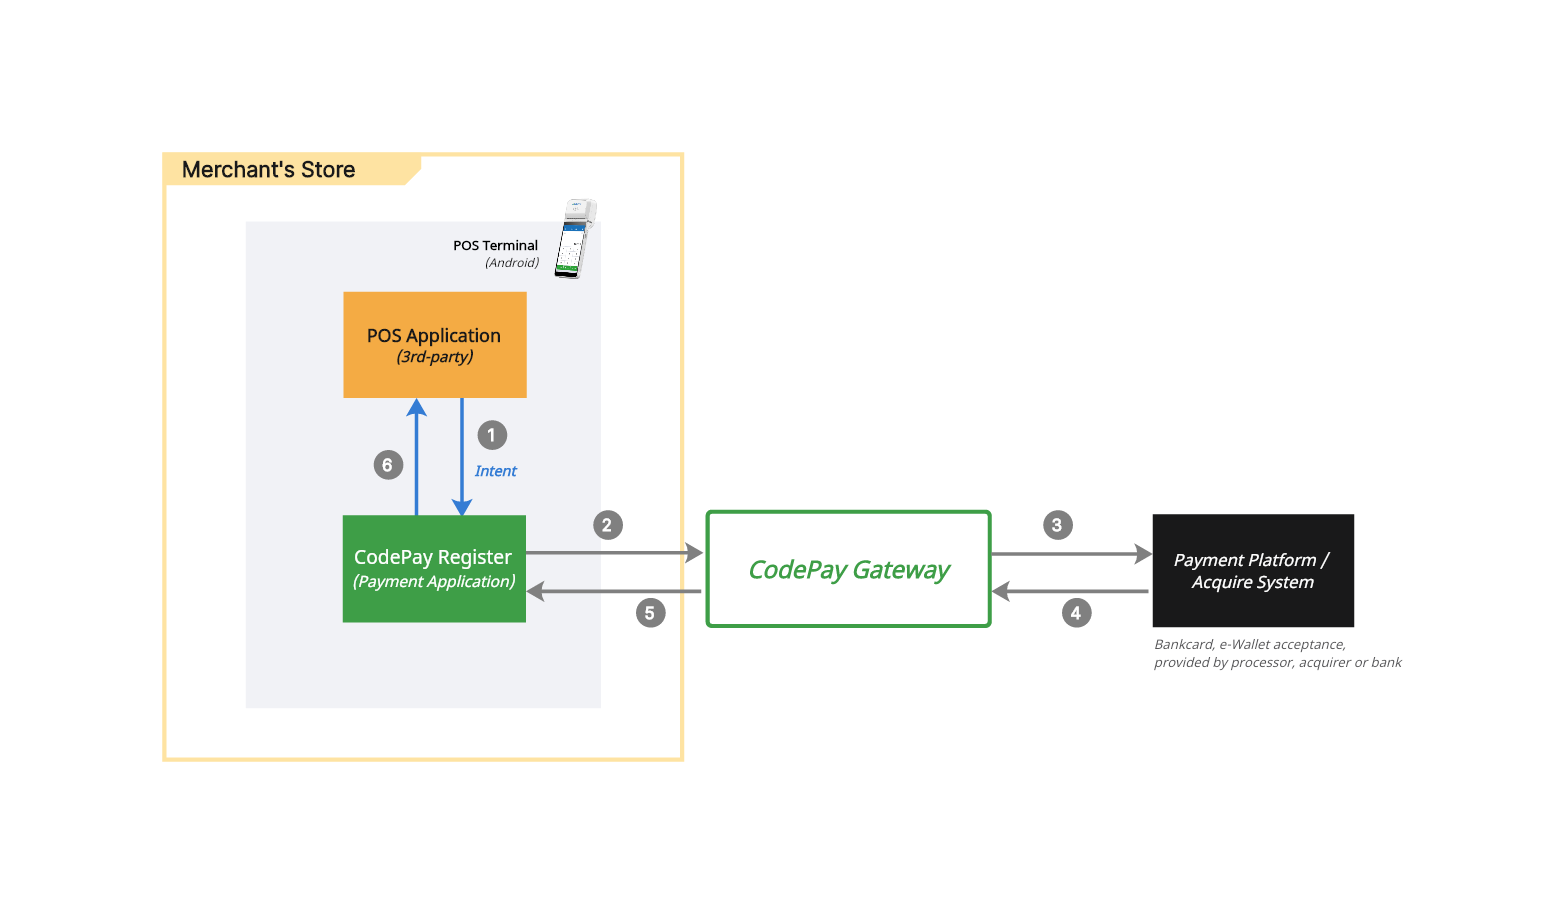 Merchant's Store
POS Terminal
(Android)
POS Application
(3rd-party)
1
6
Intent
2
3
CodePay Register
(Payment Application)
CodePay Gateway
Payment Platform /
Acquire System
5
4
Bankcard, e-Wallet acceptance,
provided by processor, acquirer or bank